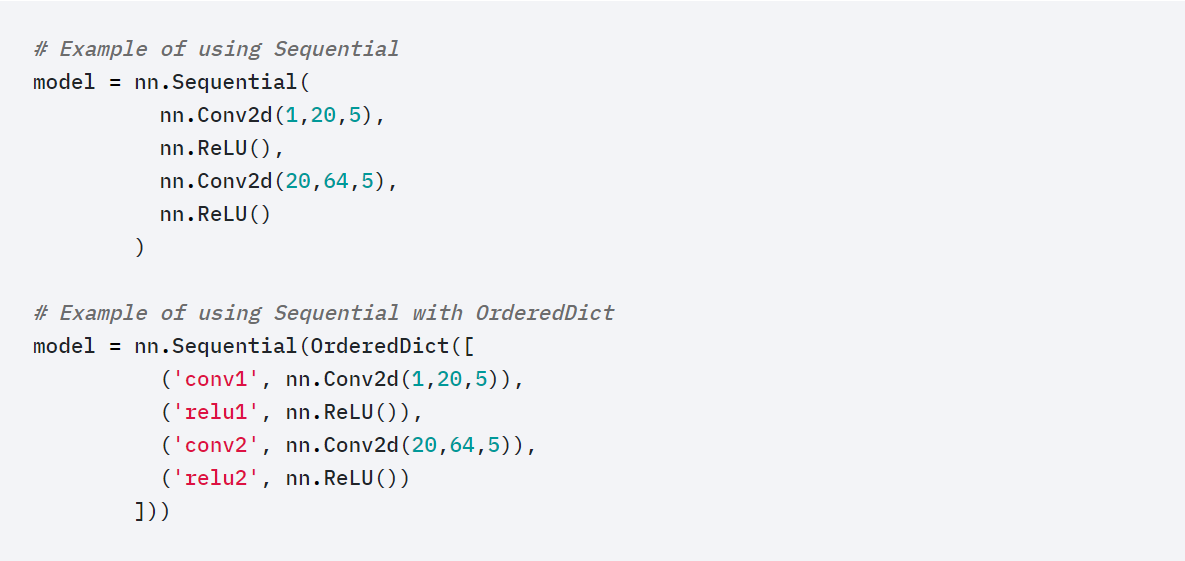 # Example of using Sequential
model = nn.Sequential(
          nn.Conv2d(1,20,5),
          nn.ReLU(),
          nn.Conv2d(20,64,5),
          nn.ReLU()
        )

# Example of using Sequential with OrderedDict
model = nn.Sequential(OrderedDict([
          ('conv1', nn.Conv2d(1,20,5)),
          ('relu1', nn.ReLU()),
          ('conv2', nn.Conv2d(20,64,5)),
          ('relu2', nn.ReLU())
        ]))